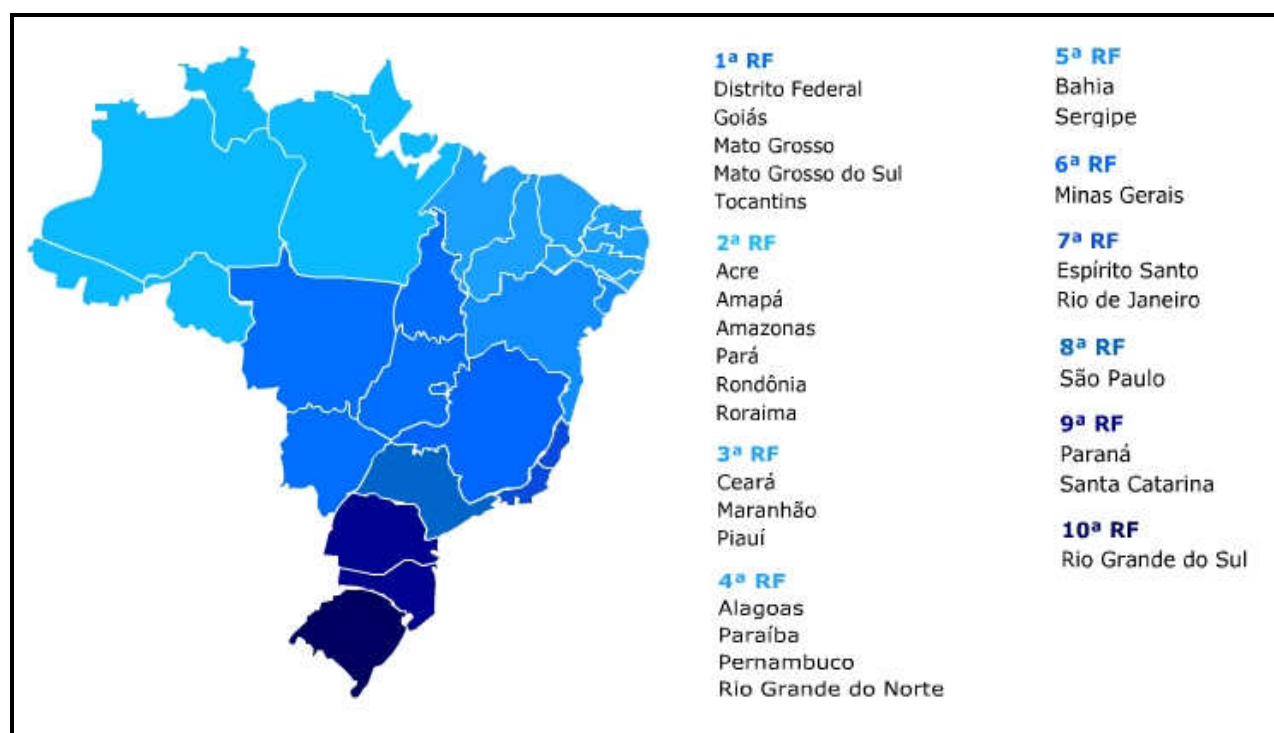 1ª RF
Distrito Federal
Goiás
Mato Grosso
Mato Grosso do Sul
Tocantins
2ª RF
Acre
Amapá
Amazonas
Pará
Rondônia
Roraima
3ª RF
Ceará
Maranhão
Piauí
4ª RF
Alagoas
Paraíba
Pernambuco
Rio Grande do Norte
5ª RF
Bahia
Sergipe
6ª RF
Minas Gerais
7ª RF
Espírito Santo
Rio de Janeiro
8ª RF
São Paulo
9ª RF
Paraná
Santa Catarina
10ª RF
Rio Grande do Sul